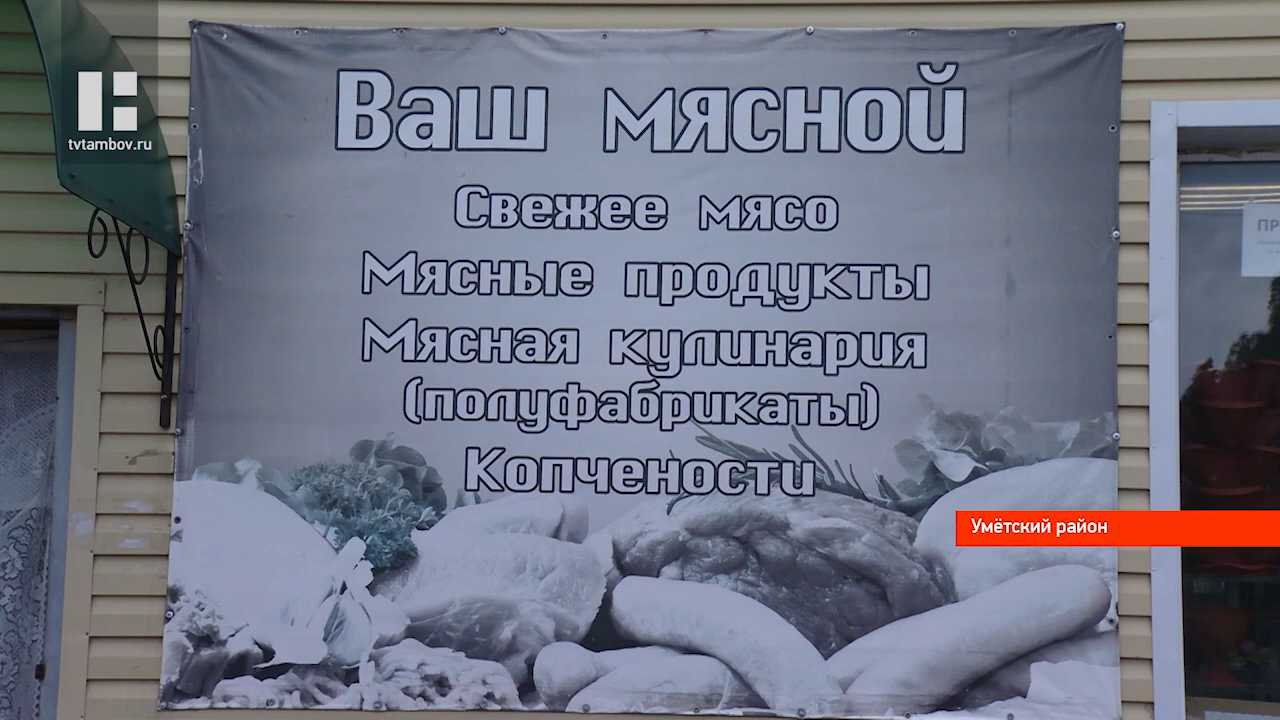 tvtambov.ru
Ваш мясной
Свежее мясо
Мясные продукты
Мясная кулинария
(полуфабрикаты)
Копчености
Умётский район